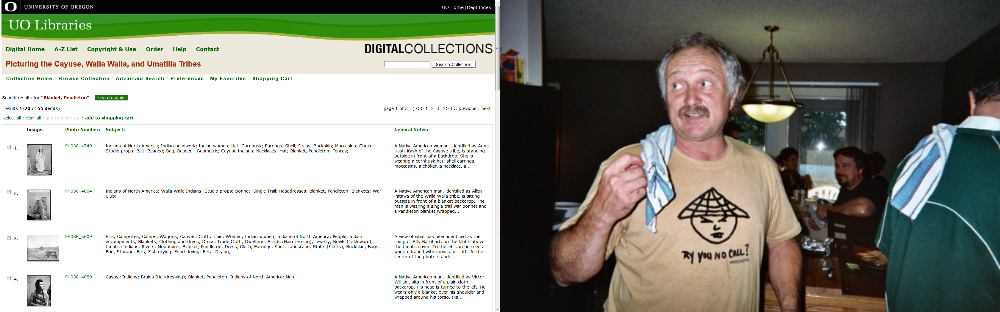 UNIVERSITY OF OREGON
UO Home | Dept Index
UO Libraries
Digital Home A-Z List Copyright & Use Order Help Contact
DIGITALCOLLECTIONS
Picturing the Cayuse, Walla Walla, and Umatilla Tribes
Search Collection
Collection Home : Browse Collection : Advanced Search : Preferences : My Favorites : Shopping Cart
Search results for "Blanket, Pendleton" search again
results 1-20 of 55 item(s)
page 1 of 3 : ( << 1 2 3 >> ) :: previous : next
select all : clear all : add to favorites : add to shopping cart
Image: Photo Number: Subject: General Notes:
1. PH036_4749
Indians of North America; Indian beadwork; Indian women; Hat, Cornhusk; Earrings, Shell; Dress, Buckskin; Moccasins; Choker;
Studio props; Belt, Beaded; Bag, Beaded--Geometric; Cayuse Indians; Necklaces; Mat; Blanket, Pendleton; Fences;
A Native American woman, identified as Anna
Kash-Kash of the Cayuse tribe, is standing
outside in front of a backdrop. She is
wearing a cornhusk hat, shell earrings,
moccasins, a choker, a necklace, a...
2. PH036_4804
Indians of North America; Walla Walla Indians; Studio props; Bonnet, Single Trail; Headdresses; Blanket, Pendleton; Blankets; War
Club;
A Native American man, identified as Allen
Patawa of the Walla Walla tribe, is sitting
outside in front of a blanket backdrop. The
man is wearing a single trail war bonnet and
a Pendleton blanket wrapped...
3. PH036_5609
Hills; Campsites; Camps; Wagons; Canvas; Cloth; Tipis; Women; Indian women; Indians of North America; People; Indian
encampments; Blankets; Clothing and dress; Dress, Trade Cloth; Dwellings; Braids (Hairdressing); Jewelry; Bowls (Tableware);
Umatilla Indians; Rivers; Mountains; Blanket, Pendleton; Dress, Cloth; Earrings, Shell; Landscape; Staffs (Sticks); Buckskin; Bags;
Bag, Storage; Eels; Fish drying; Food drying; Eels--Drying;
A view of what has been identified as the
camp of Billy Barnhart, on the bluffs above
the Umatilla river. To the left can be seen a
wagon draped with canvas or cloth. In the
center of the photo stands...
4. PH036_4089
Cayuse Indians; Braids (Hairdressing); Blanket, Pendleton; Indians of North America; Men;
A Native American man, identified as Victor
William, sits in front of a plain cloth
backdrop. His head is turned to the left. He
wears only a blanket over his shoulder and
wrapped around his torso. His...
RY YOU NO CALL?